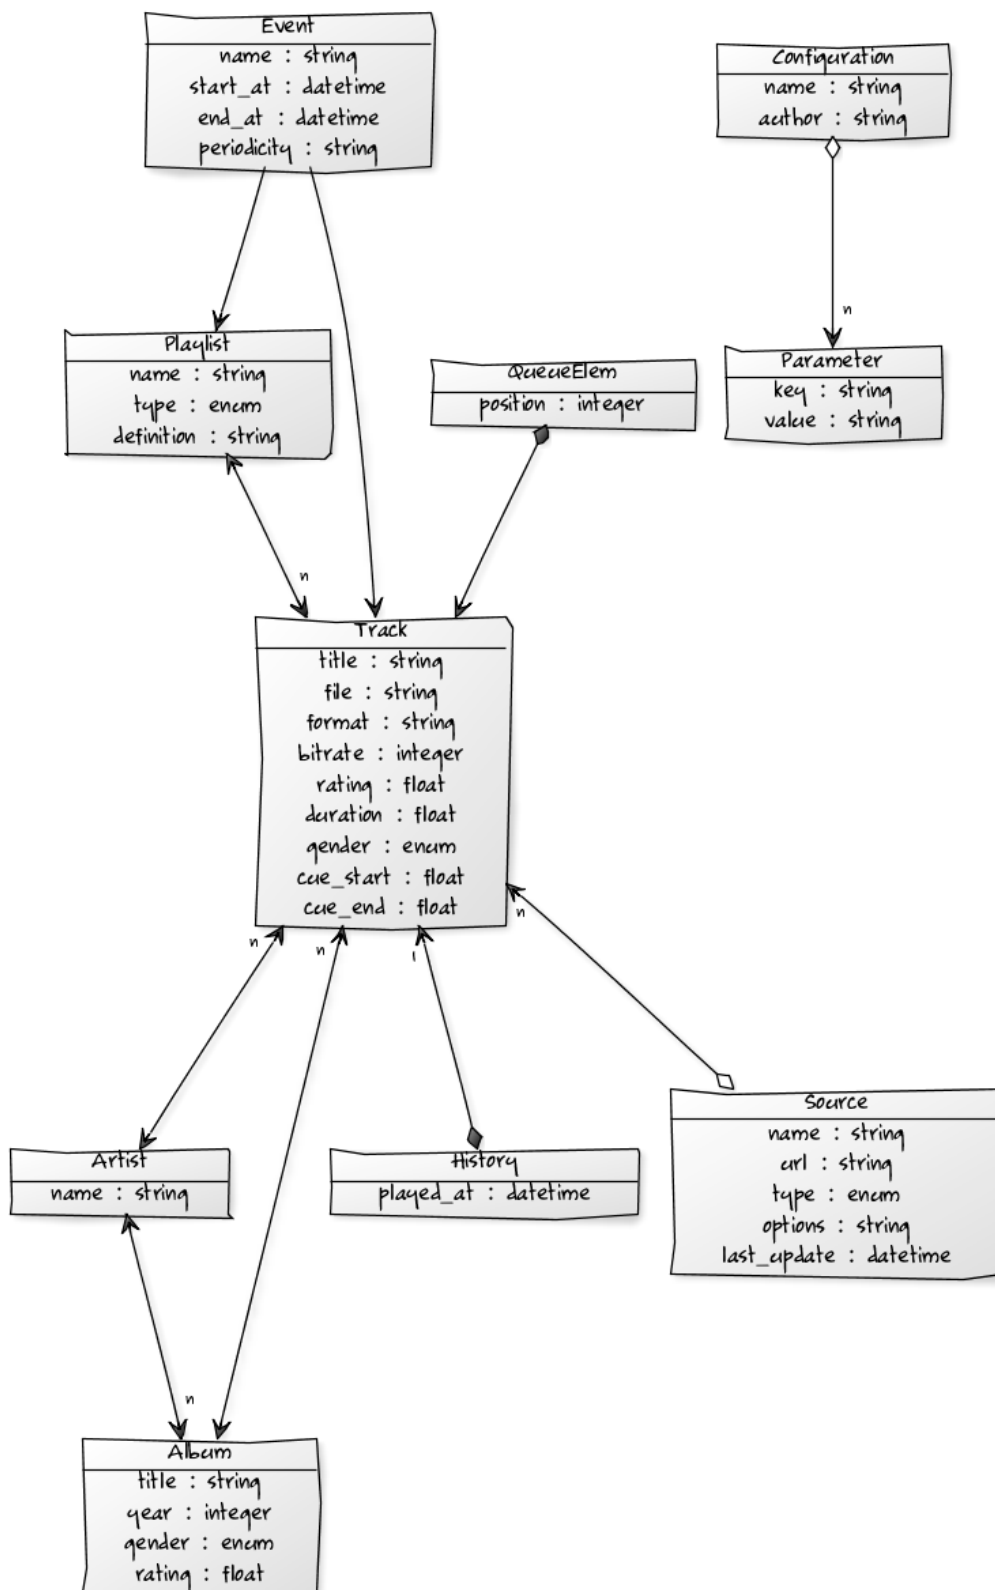 Event
name : string
start_at : datetime
end_at : datetime
periodicity : string
Configuration
name : string
author : string
n
Playlist
name : string
type : enum
definition : string
QueueElem
position : integer
Parameter
key : string
value : string
n
Track
title : string
file : string
format : string
bitrate : integer
rating : float
duration : float
gender : enum
cue_start : float
cue_end : float
n
n
1
n
Artist
name : string
History
played_at : datetime
Source
name : string
url : string
type : enum
options : string
last_update : datetime
n
Album
title : string
year : integer
gender : enum
rating : float